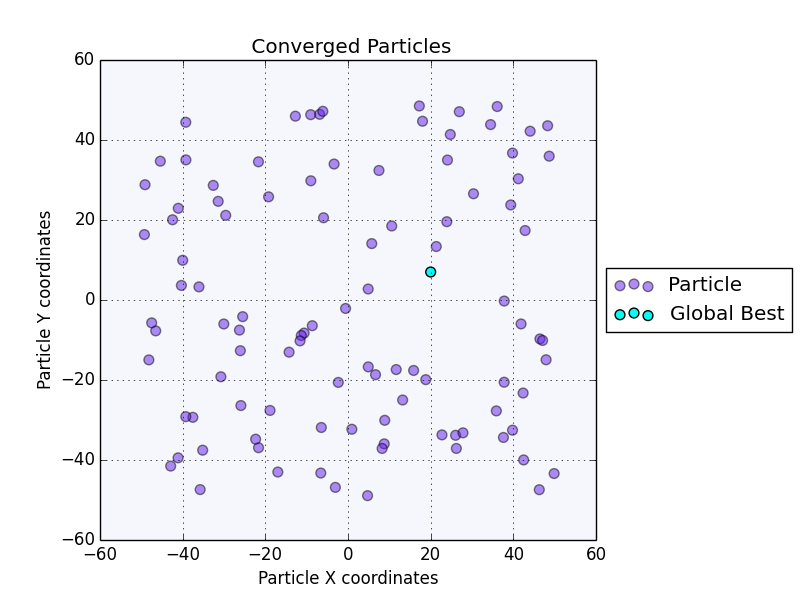 Converged Particles
60
40
20
0
−20
−40
−60
Particle Y coordinates
−60 −40 −20 0 20 40 60
Particle X coordinates
Particle
Global Best